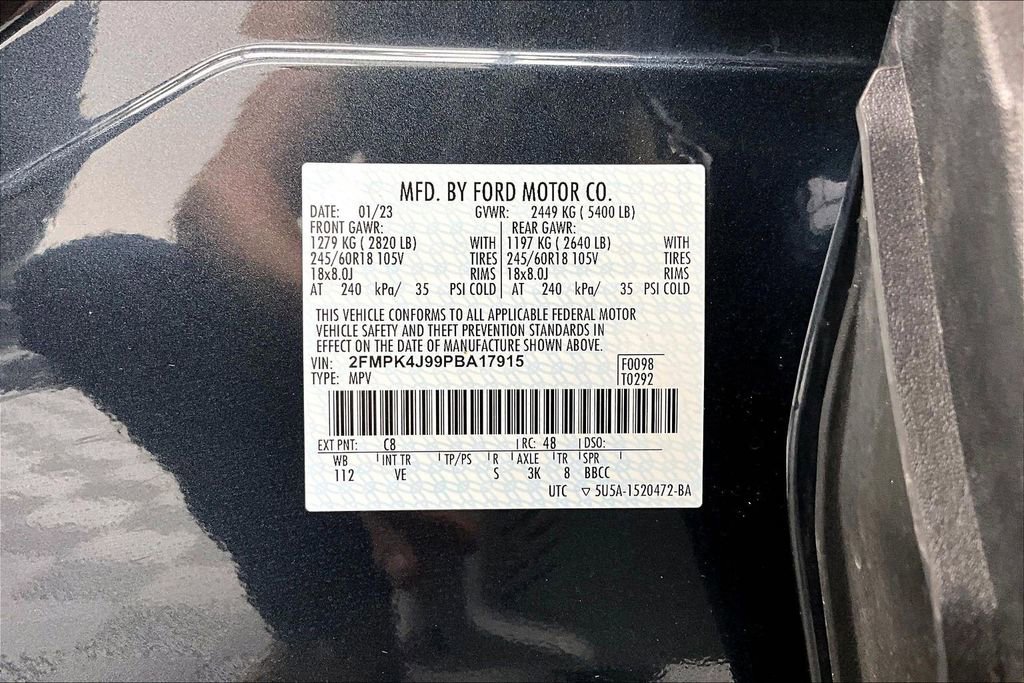 MFD. BY FORD MOTOR CO.
DATE: 01/23 GVWR: 2449 KG ( 5400 LB)
FRONT GAWR: REAR GAWR:
1279 KG ( 2820 LB) WITH 1197 KG ( 2640 LB) WITH
245/60R18 105V TIRES 245/60R18 105V TIRES
18x8.0J RIMS 18x8.0J RIMS
AT 240 kPa/ 35 PSI COLD AT 240 kPa/ 35 PSI COLD
THIS VEHICLE CONFORMS TO ALL APPLICABLE FEDERAL MOTOR
VEHICLE SAFETY AND THEFT PREVENTION STANDARDS IN
EFFECT ON THE DATE OF MANUFACTURE SHOWN ABOVE.
VIN: 2FMPK4J99PBA17915 F0098
TYPE: MPV T0292
EXT PNT: C8 RC: 48 DSO:
WB INT TR TP/PS R AXLE TR SPR
112 VE S 3K 8 BBCC
UTC ▽ 5U5A-1520472-BA